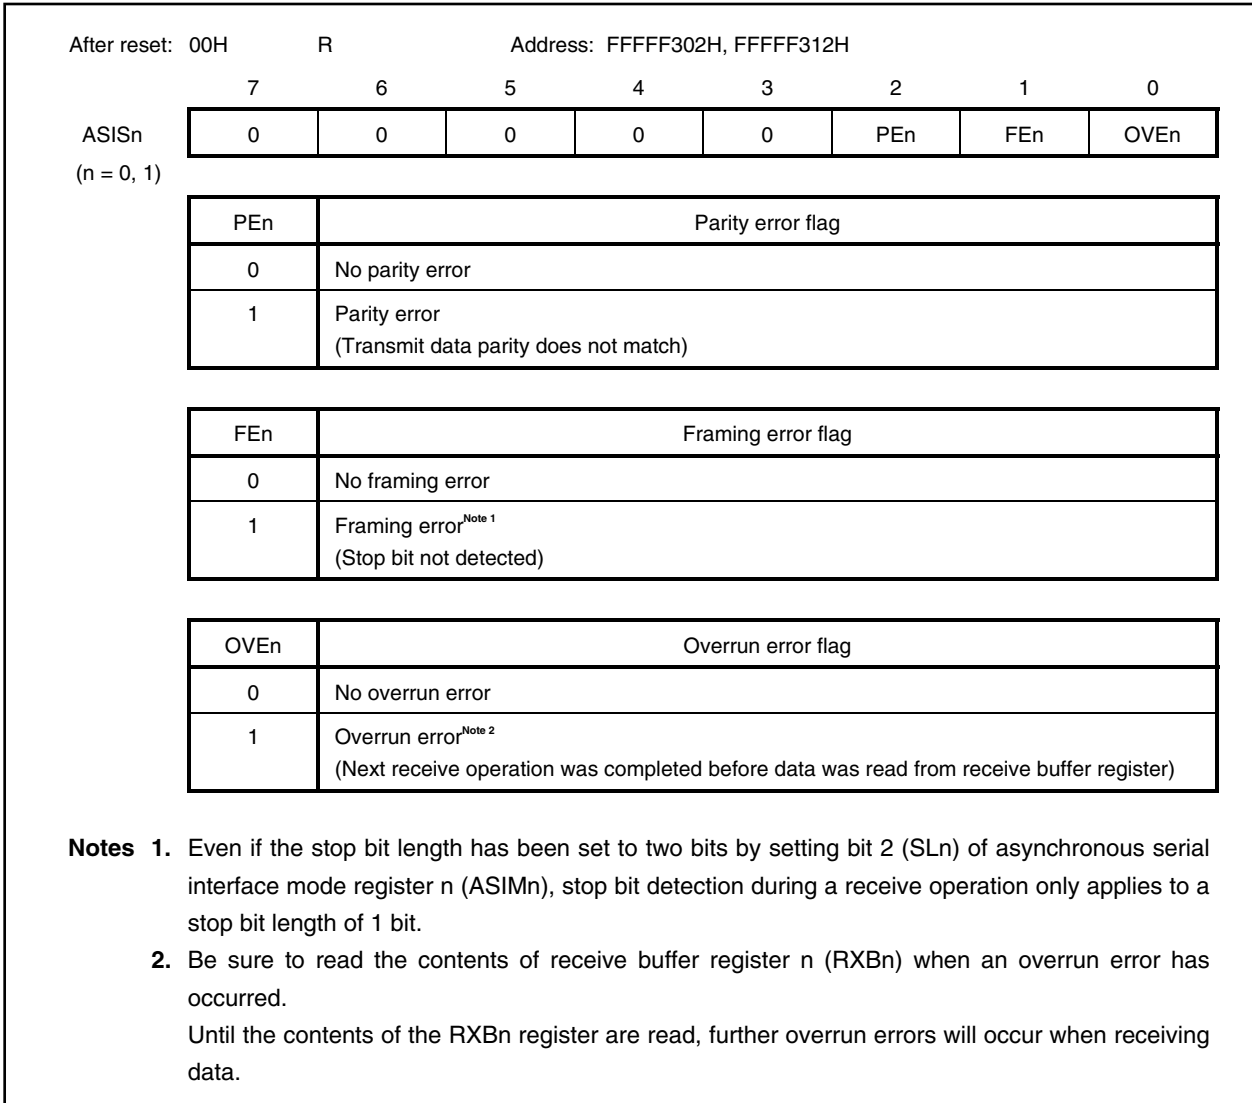 After reset: 00H R Address: FFFFF302H, FFFFF312H
7 6 5 4 3 2 1 0
ASISn 0 0 0 0 0 PEn FEn OVEn
(n = 0, 1)
PEn Parity error flag
0 No parity error
1 Parity error
(Transmit data parity does not match)
FEn Framing error flag
0 No framing error
1 Framing error Note 1
(Stop bit not detected)
OVEn Overrun error flag
0 No overrun error
1 Overrun error Note 2
(Next receive operation was completed before data was read from receive buffer register)
Notes 1. Even if the stop bit length has been set to two bits by setting bit 2 (SLn) of asynchronous serial
interface mode register n (ASIMn), stop bit detection during a receive operation only applies to a
stop bit length of 1 bit.
2. Be sure to read the contents of receive buffer register n (RXBn) when an overrun error has
occurred.
Until the contents of the RXBn register are read, further overrun errors will occur when receiving
data.